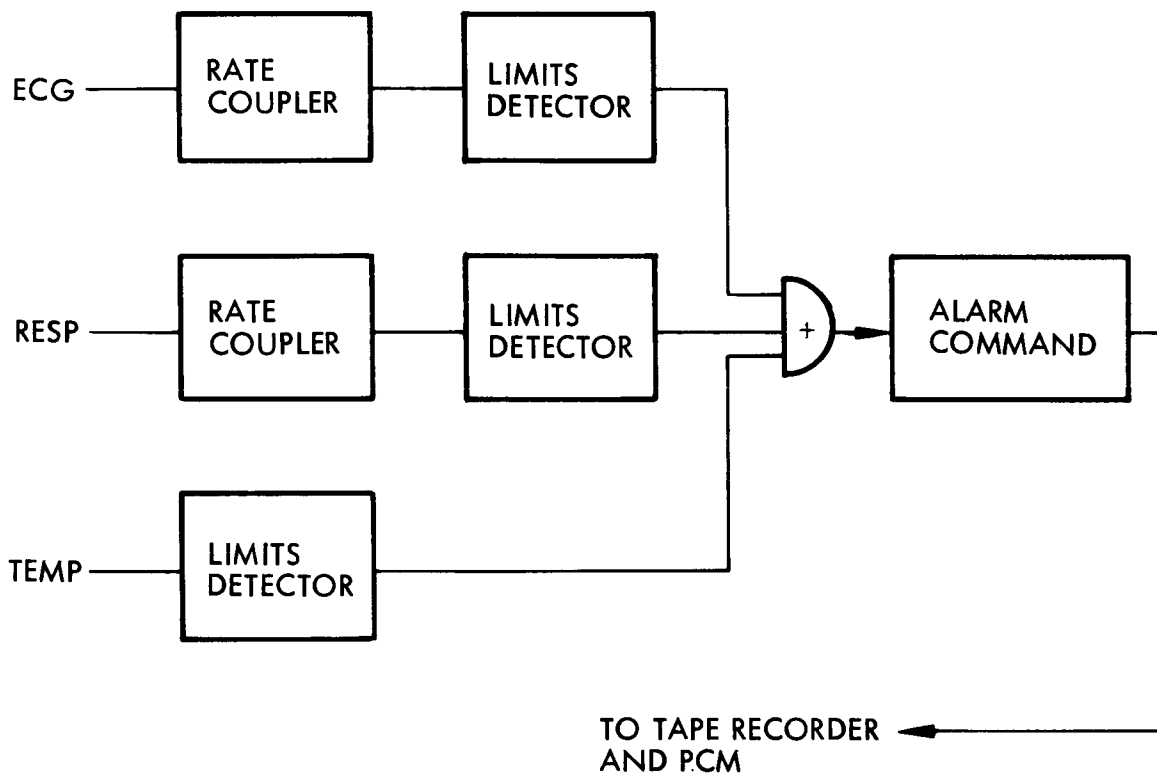 ECG
RATE
COUPLER
LIMITS
DETECTOR
RESP
RATE
COUPLER
LIMITS
DETECTOR
+
ALARM
COMMAND
TEMP
LIMITS
DETECTOR
TO TAPE RECORDER
AND PCM